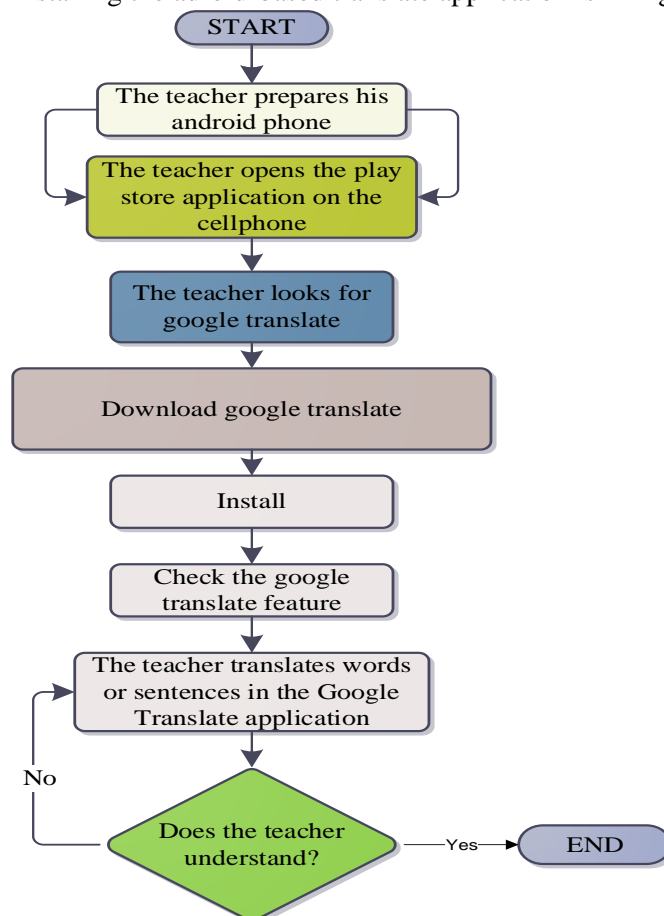 START
The teacher prepares his
android phone
The teacher opens the play
store application on the
cellphone
The teacher looks for
google translate
Download google translate
Install
Check the google
translate feature
The teacher translates words
or sentences in the Google
Translate application
No
Does the teacher
understand?
Yes
END